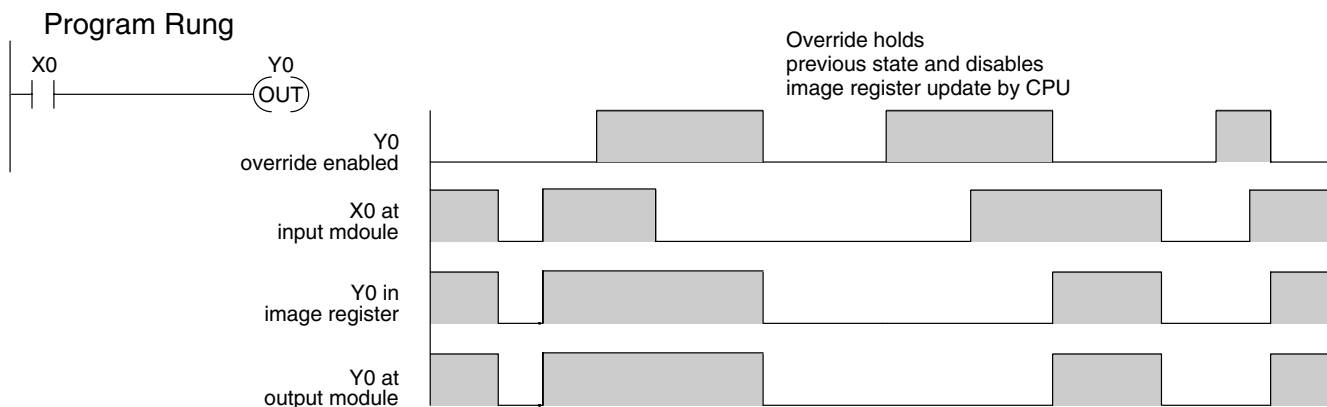 Program Rung
X0
Y0
OUT
Override holds
previous state and disables
image register update by CPU
Y0
override enabled
X0 at
input mdoule
Y0 in
image register
Y0 at
output module